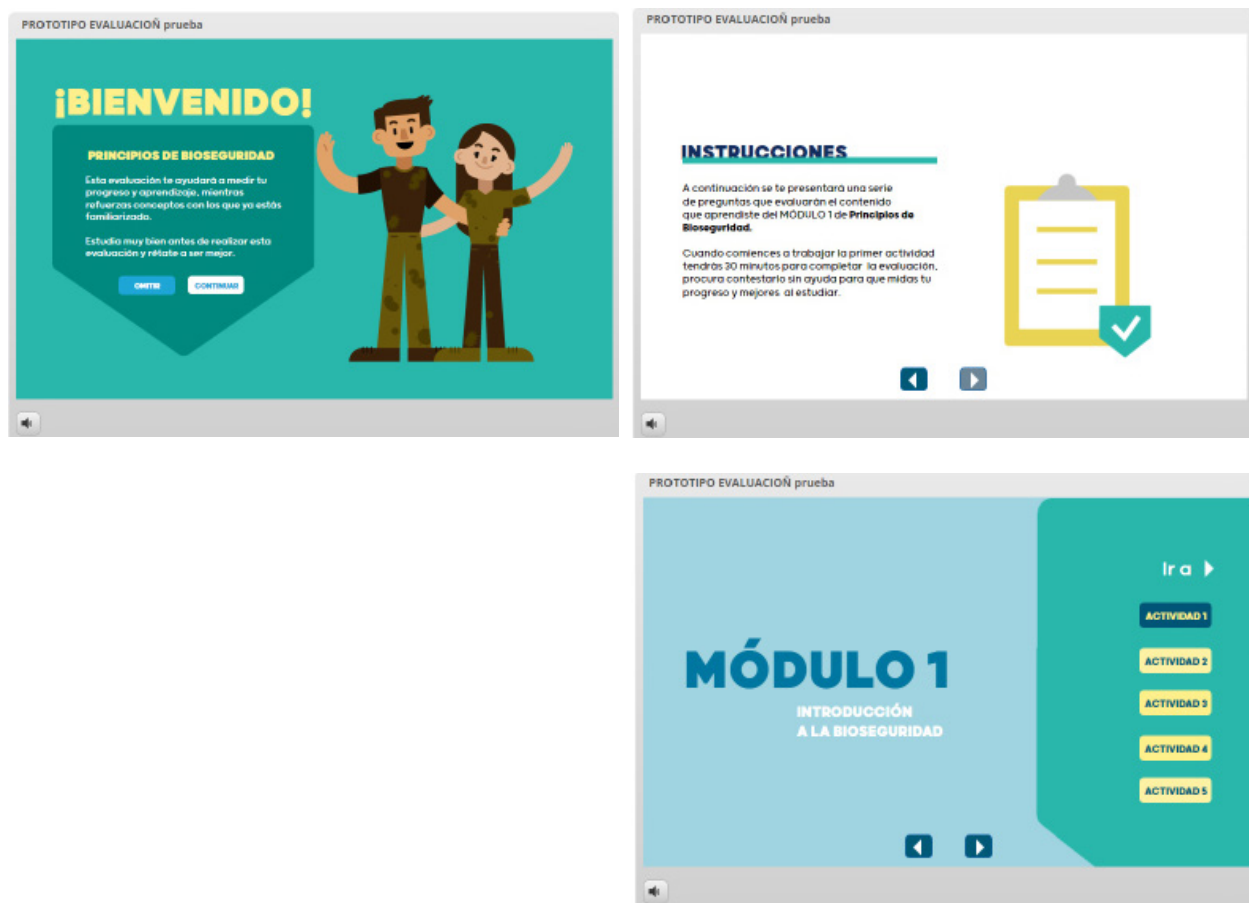 PROTOTIPO EVALUACIOÑ prueba
¡BIENVENIDO!
PRINCIPIOS DE BIOSEGURIDAD
Esta evaluación te ayudará a medir tu
progreso y aprendizaje, mientras
refuerzas conceptos con los que ya estás
familiarizado.
Estudia muy bien antes de realizar esta
evaluación y rétate a ser mejor.
OMITIR
CONTINUAR
PROTOTIPO EVALUACIOÑ prueba
INSTRUCCIONES
A continuación se te presentará una serie
de preguntas que evaluarán el contenido
que aprendiste del MÓDULO 1 de Principios de
Bioseguridad.
Cuando comiences a trabajar la primer actividad
tendrás 30 minutos para completar la evaluación,
procura contestarlo sin ayuda para que midas tu
progreso y mejores al estudiar.
PROTOTIPO EVALUACIOÑ prueba
MÓDULO 1
INTRODUCCIÓN
A LA BIOSEGURIDAD
Ir a
ACTIVIDAD 1
ACTIVIDAD 2
ACTIVIDAD 3
ACTIVIDAD 4
ACTIVIDAD 5